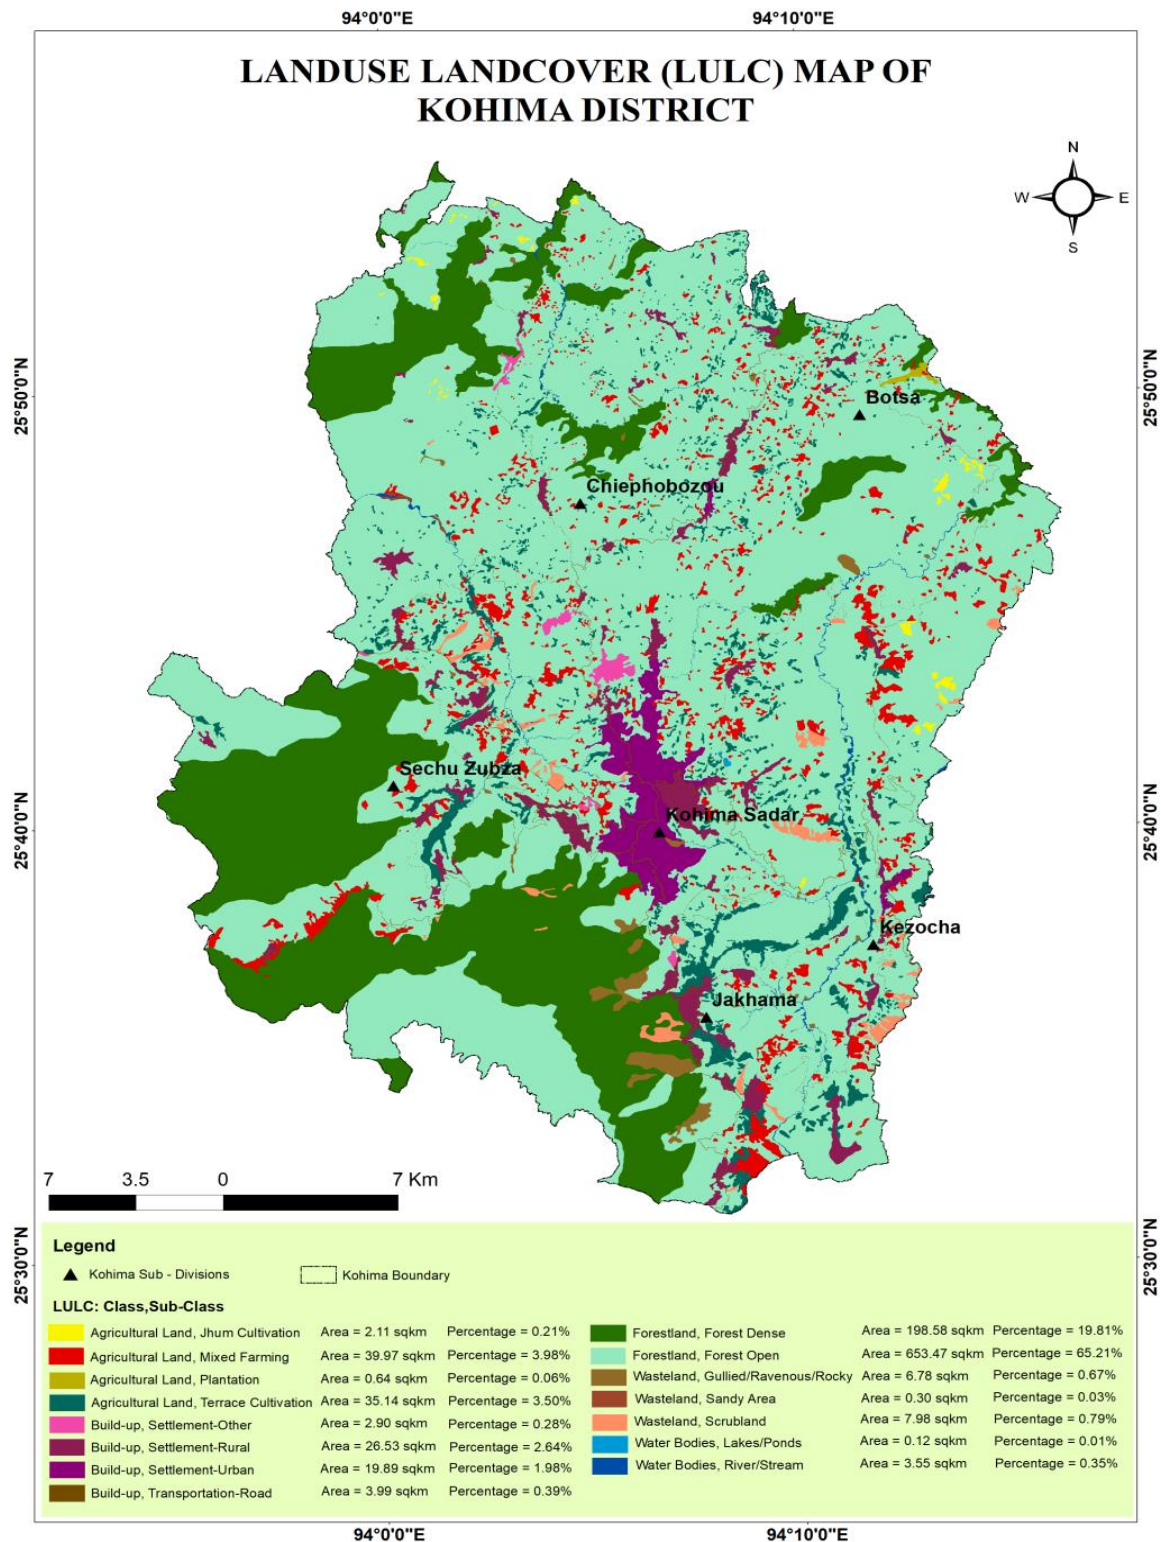 94°0'0"E 94°10'0"E
LANDUSE LANDCOVER (LULC) MAP OF
KOHIMA DISTRICT
N
W E
S
25°50'0"N 25°50'0"N
Botsa
Chiephobozou
Sechu Zubza
Kohima Sadar
25°40'0"N 25°40'0"N
Kezocha
Jakhama
7 3.5 0 7 Km
25°30'0"N 25°30'0"N
Legend
Kohima Sub - Divisions Kohima Boundary
LULC: Class,Sub-Class
Agricultural Land, Jhum Cultivation Area = 2.11 sqkm Percentage = 0.21%
Agricultural Land, Mixed Farming Area = 39.97 sqkm Percentage = 3.98%
Agricultural Land, Plantation Area = 0.64 sqkm Percentage = 0.06%
Agricultural Land, Terrace Cultivation Area = 35.14 sqkm Percentage = 3.50%
Build-up, Settlement-Other Area = 2.90 sqkm Percentage = 0.28%
Build-up, Settlement-Rural Area = 26.53 sqkm Percentage = 2.64%
Build-up, Settlement-Urban Area = 19.89 sqkm Percentage = 1.98%
Build-up, Transportation-Road Area = 3.99 sqkm Percentage = 0.39%
Forestland, Forest Dense Area = 198.58 sqkm Percentage = 19.81%
Forestland, Forest Open Area = 653.47 sqkm Percentage = 65.21%
Wasteland, Gullied/Ravenous/Rocky Area = 6.78 sqkm Percentage = 0.67%
Wasteland, Sandy Area Area = 0.30 sqkm Percentage = 0.03%
Wasteland, Scrubland Area = 7.98 sqkm Percentage = 0.79%
Water Bodies, Lakes/Ponds Area = 0.12 sqkm Percentage = 0.01%
Water Bodies, River/Stream Area = 3.55 sqkm Percentage = 0.35%
94°0'0"E 94°10'0"E